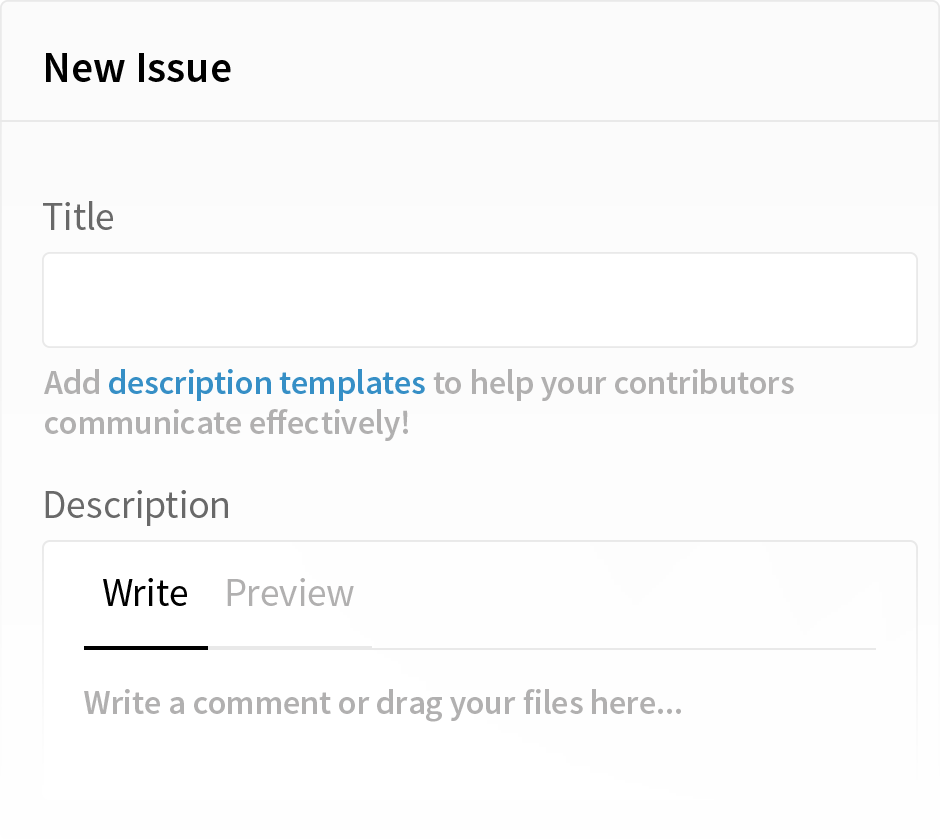 New Issue
Title
Add description templates to help your contributors
communicate effectively!
Description
Write Preview
Write a comment or drag your files here...